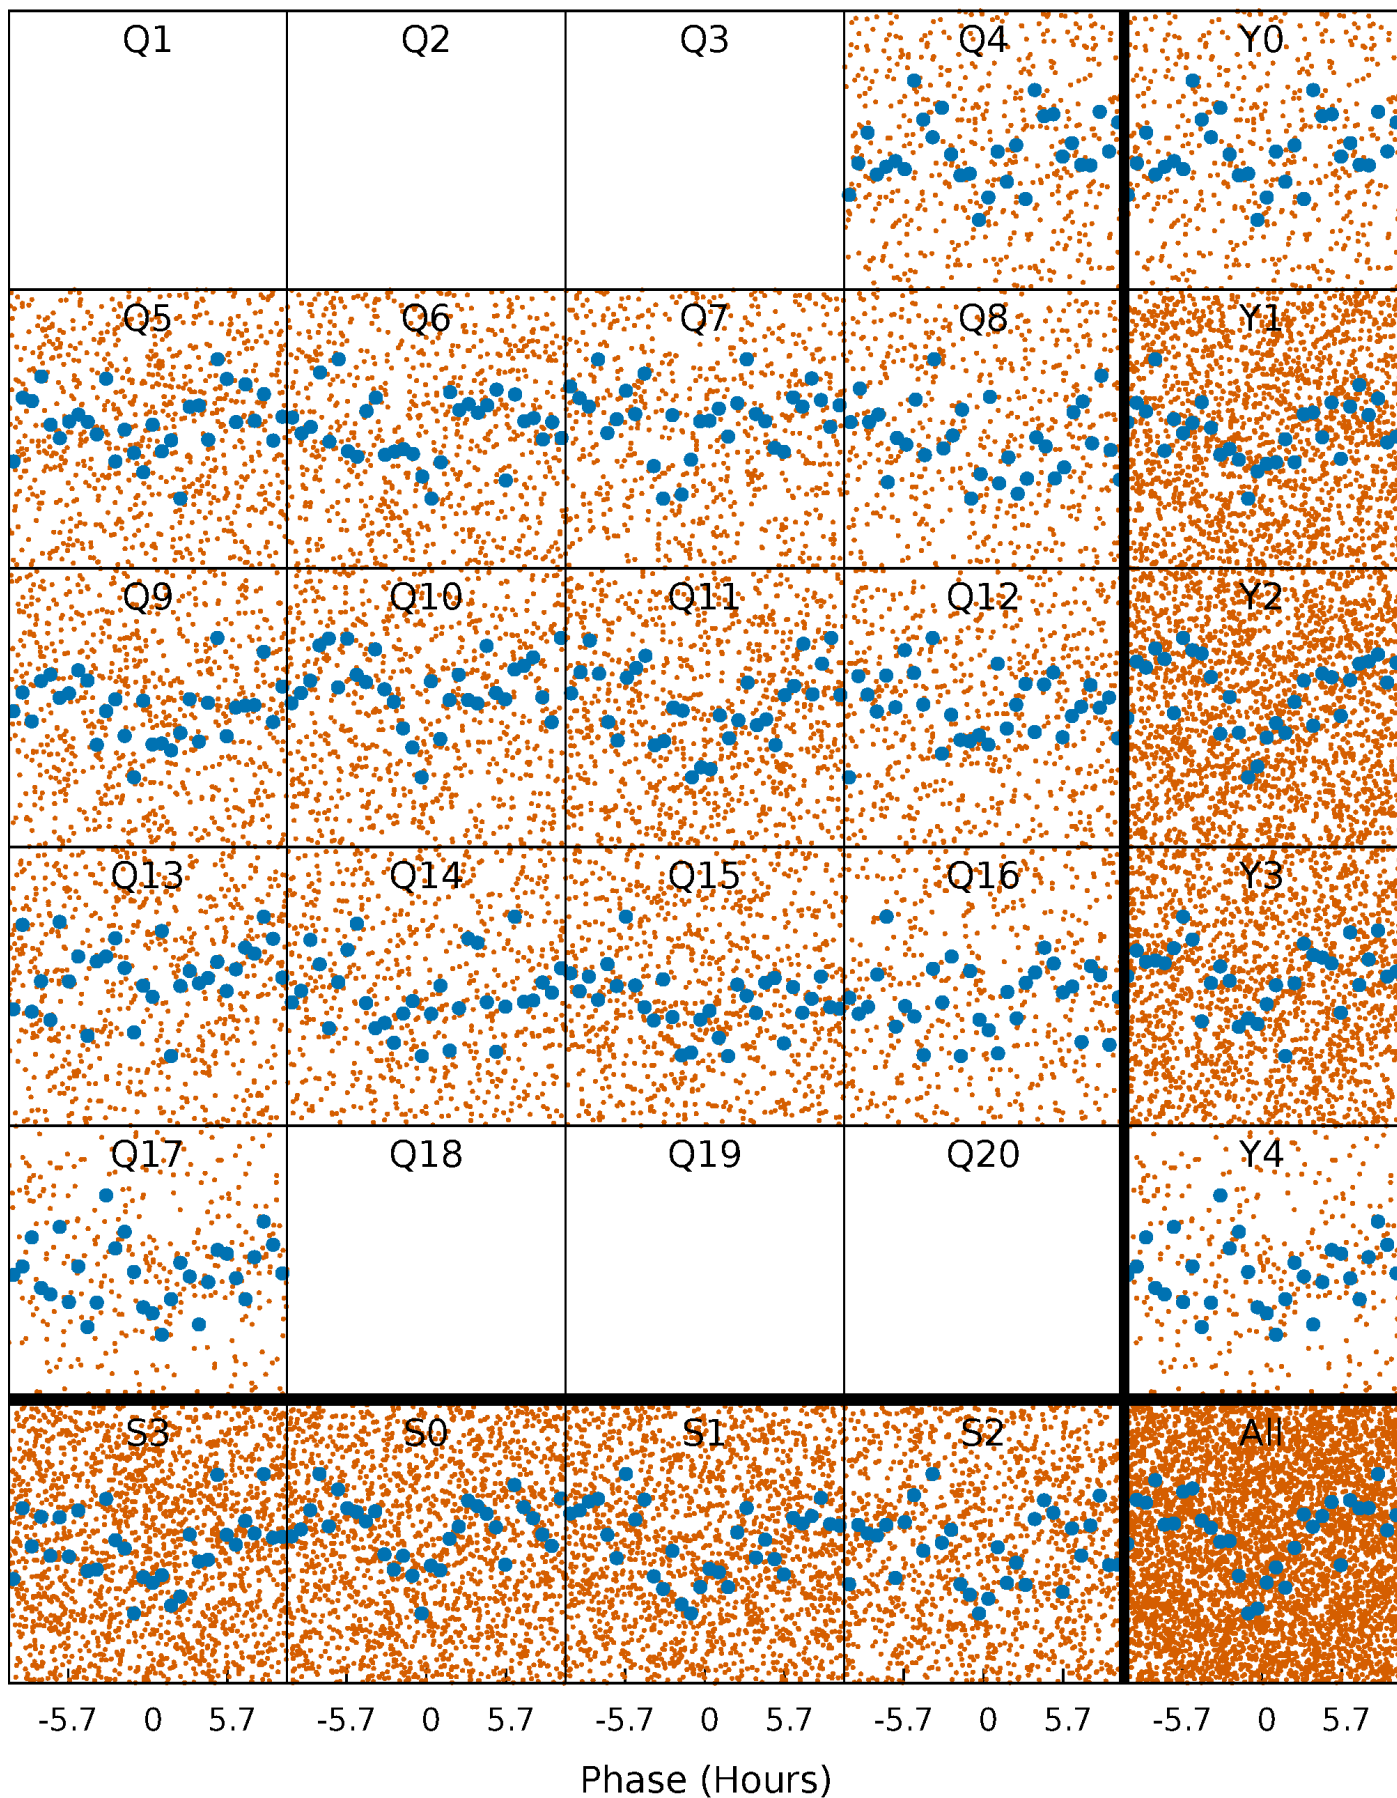 Q1 Q2 Q3 Q4 Y0
Q5 Q6 Q7 Q8 Y1
Q9 Q10 Q11 Q12 Y2
Q13 Q14 Q15 Q16 Y3
Q17 Q18 Q19 Q20 Y4
S3 S0 S1 S2 All
-5.7 0 5.7 -5.7 0 5.7 -5.7 0 5.7 -5.7 0 5.7 -5.7 0 5.7
Phase (Hours)